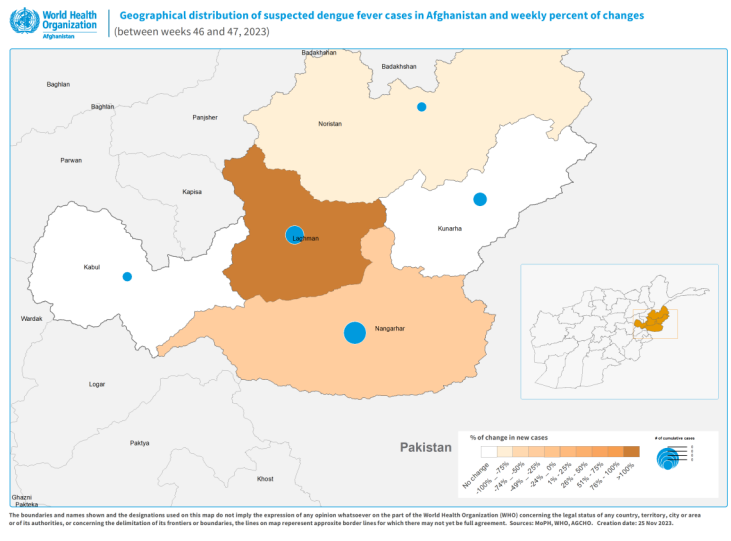 World Health
Organization
Afghanistan
Geographical distribution of suspected dengue fever cases in Afghanistan and weekly percent of changes
(between weeks 46 and 47, 2023)
Badakhshan
Badakhshan
Baghlan
Baghlan
Panjsher
Noristan
Parwan
Kapisa
Kunarha
Laghman
Kabul
Wardak
Nangarhar
Logar
Paktya
Pakistan
Khost
Ghazni
Pakteka
% of change in new cases
No change
-100% - -75%
-74% - -50%
-49% - -25%
-24% - 0%
1% - 25%
26% - 50%
51% - 75%
76% - 100%
>100%
# of cumulative cases
The boundaries and names shown and the designations used on this map do not imply the expression of any opinion whatsoever on the part of the World Health Organization (WHO) concerning the legal status of any country, territory, city or area
or of its authorities, or concerning the delimitation of its frontiers or boundaries, the lines on map represent approxite border lines for which there may not yet be full agreement. Sources: MoPH, WHO, AGCHO. Creation date: 25 Nov 2023.